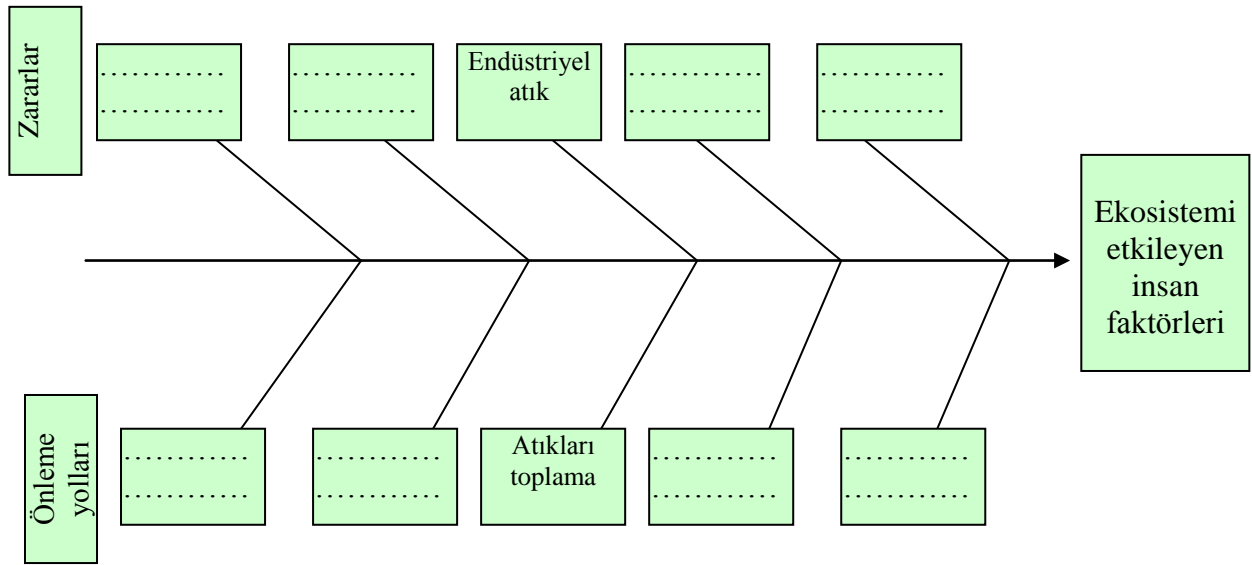 Zararlar
............
............
............
............
Endüstriyel
atık
............
............
............
............
Ekosistemi
etkileyen
insan
faktörleri
Önleme
yolları
............
............
............
............
Atıkları
toplama
............
............
............
............